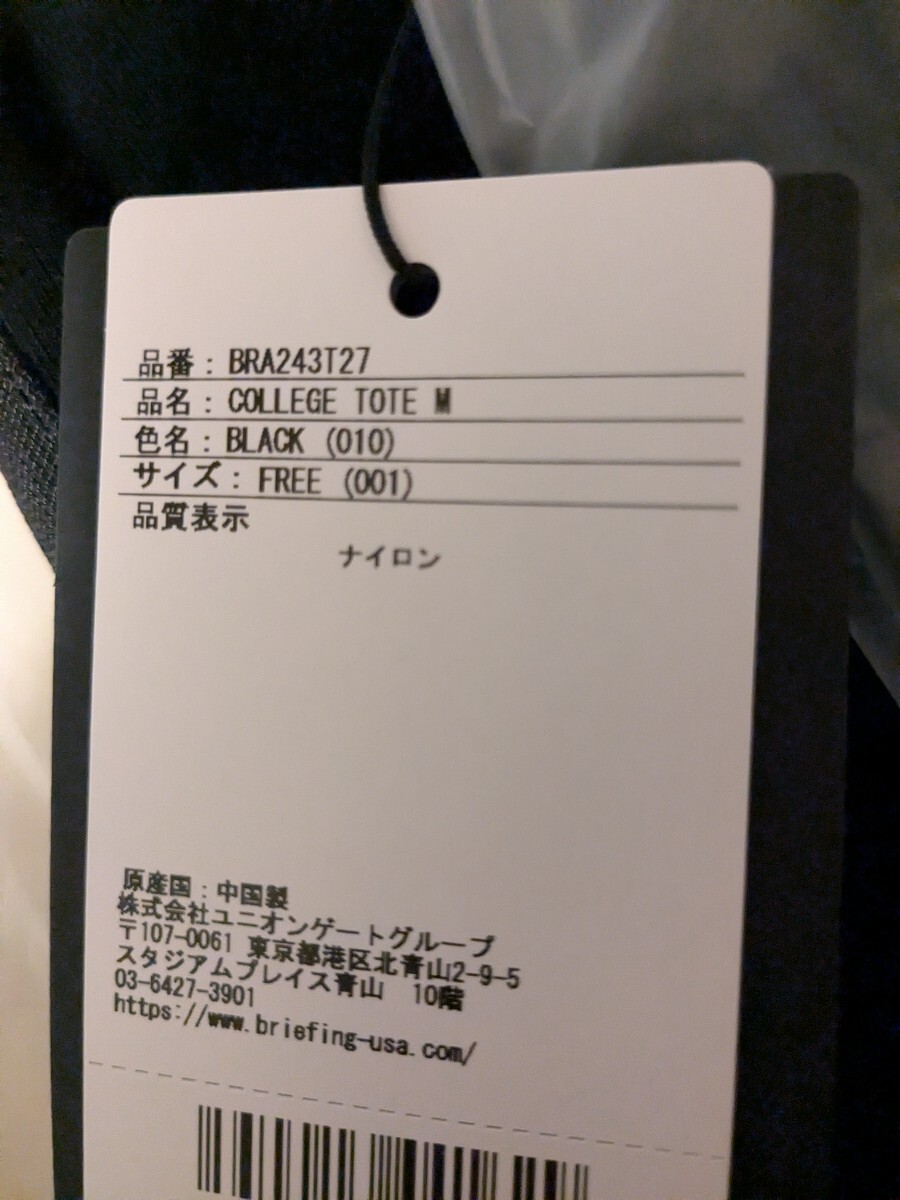 品番：BRA243T27
品名：COLLEGE TOTE M
色名：BLACK (010)
サイズ：FREE (001)
品質表示
ナイロン
原産国：中国製
株式会社ユニオンゲートグループ
〒107-0061 東京都港区北青山2-9-5
スタジアムプレイス青山 10階
03-6427-3901
https://www.briefing-usa.com/